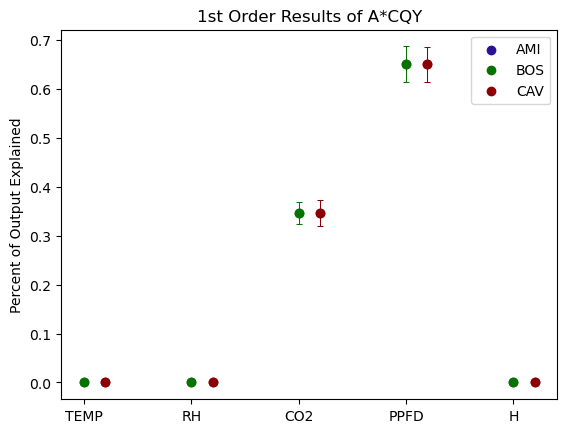 1st Order Results of A*CQY
Percent of Output Explained
0.7
0.6
0.5
0.4
0.3
0.2
0.1
0.0
TEMP RH CO2 PPFD H
AMI
BOS
CAV